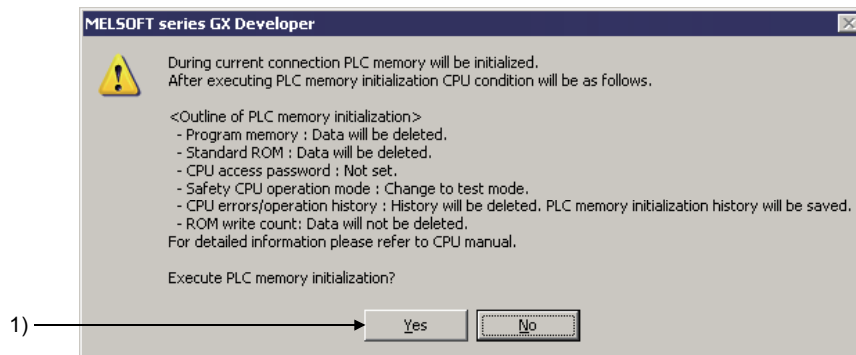 MELSOFT series GX Developer
During current connection PLC memory will be initialized.
After executing PLC memory initialization CPU condition will be as follows.
<Outline of PLC memory initialization>
- Program memory : Data will be deleted.
- Standard ROM : Data will be deleted.
- CPU access password : Not set.
- Safety CPU operation mode : Change to test mode.
- CPU errors/operation history : History will be deleted. PLC memory initialization history will be saved.
- ROM write count: Data will not be deleted.
For detailed information please refer to CPU manual.
Execute PLC memory initialization?
1) Yes No